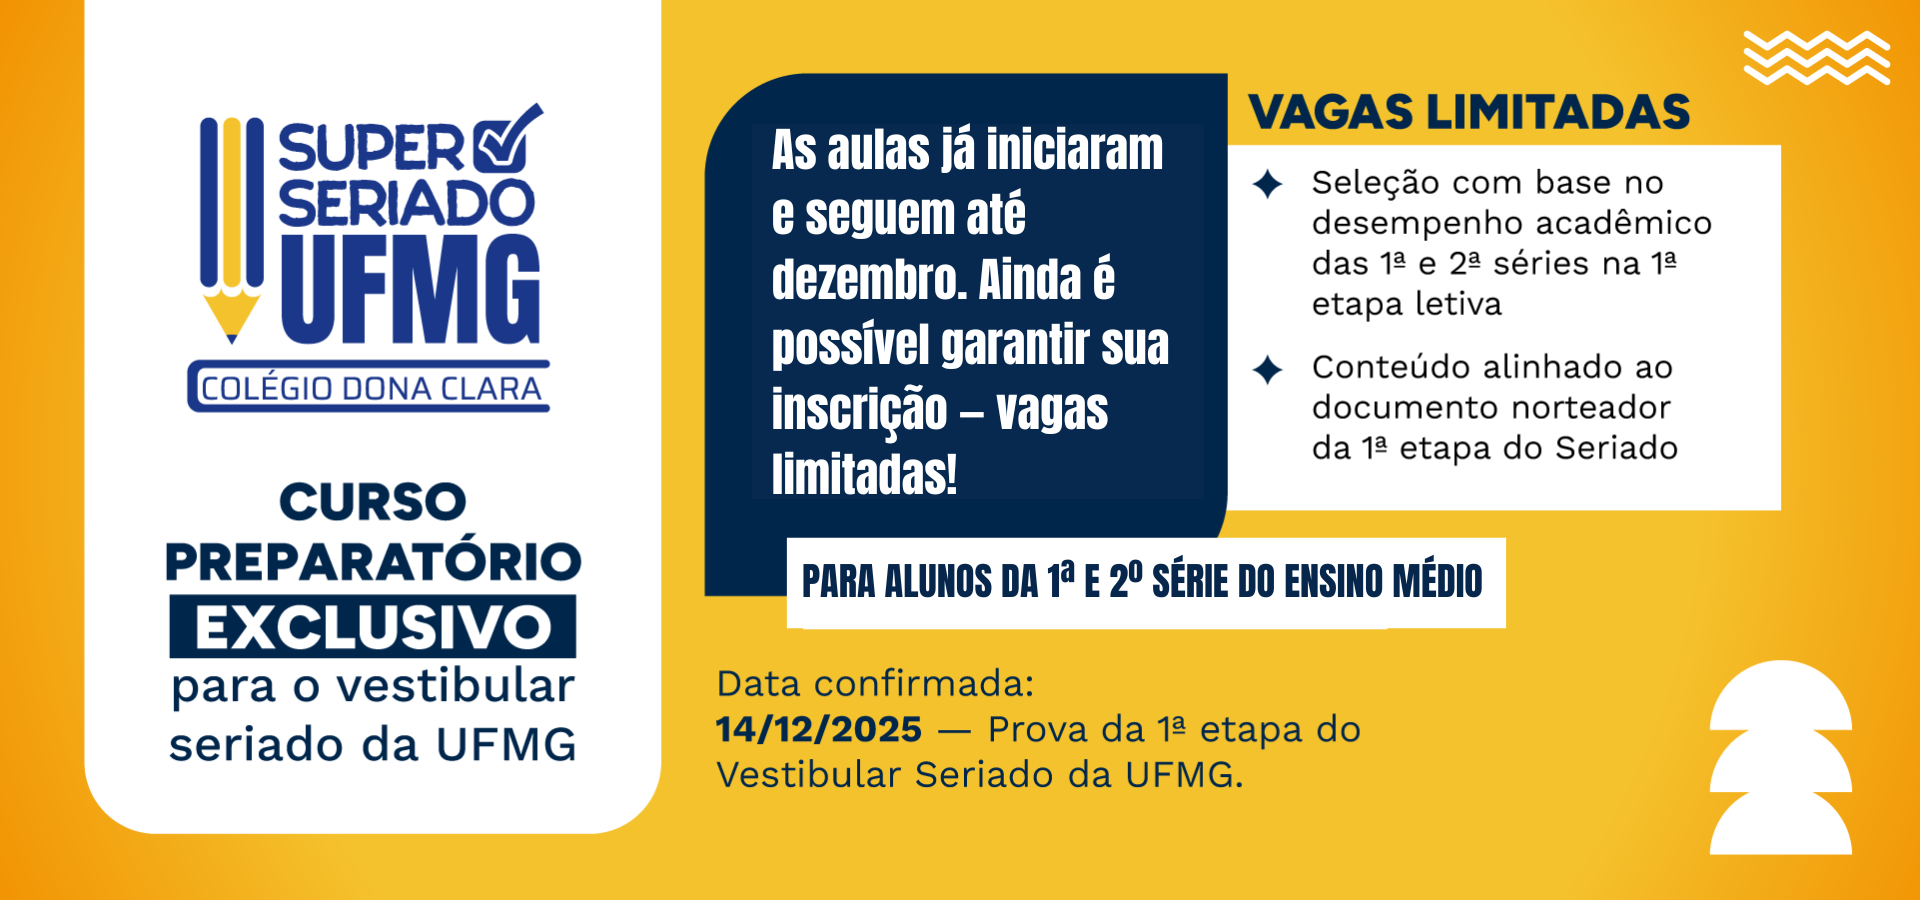 SUPER
SERIADO
UFMG
COLÉGIO DONA CLARA
CURSO
PREPARATÓRIO
EXCLUSIVO
para o vestibular
seriado da UFMG
As aulas já iniciaram
e seguem até
dezembro. Ainda é
possível garantir sua
inscrição – vagas
limitadas!
VAGAS LIMITADAS
Seleção com base no
desempenho acadêmico
das 1ª e 2ª séries na 1ª
etapa letiva
Conteúdo alinhado ao
documento norteador
da 1ª etapa do Seriado
PARA ALUNOS DA 1ª E 2º SÉRIE DO ENSINO MÉDIO
Data confirmada:
14/12/2025 — Prova da 1ª etapa do
Vestibular Seriado da UFMG.